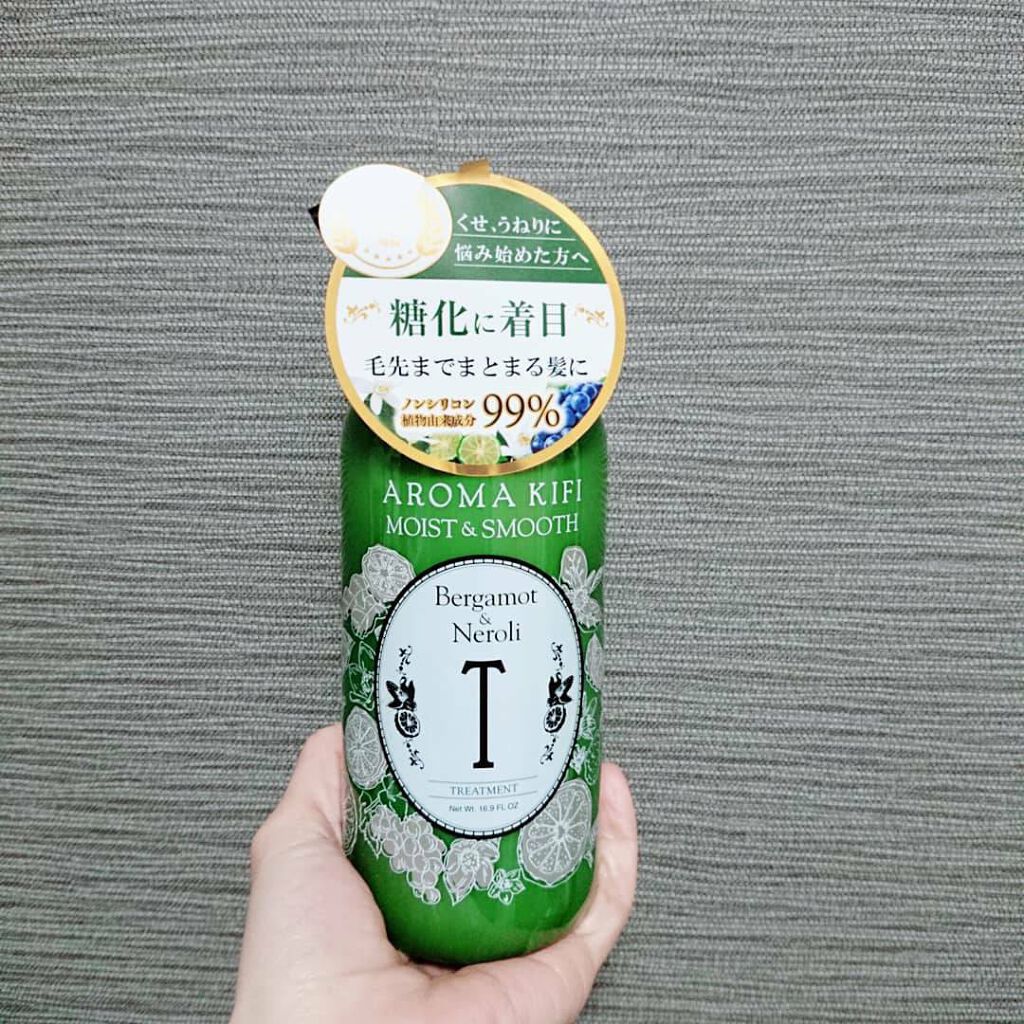 くせ、うねりに
悩み始めた方へ
糖化に着目
毛先までまとまる髪に
ノンシリコン
植物由来成分 99%
AROMA KIFI
MOIST & SMOOTH
Bergamot
&
Neroli
T
TREATMENT
Net Wt. 16.9 FL OZ